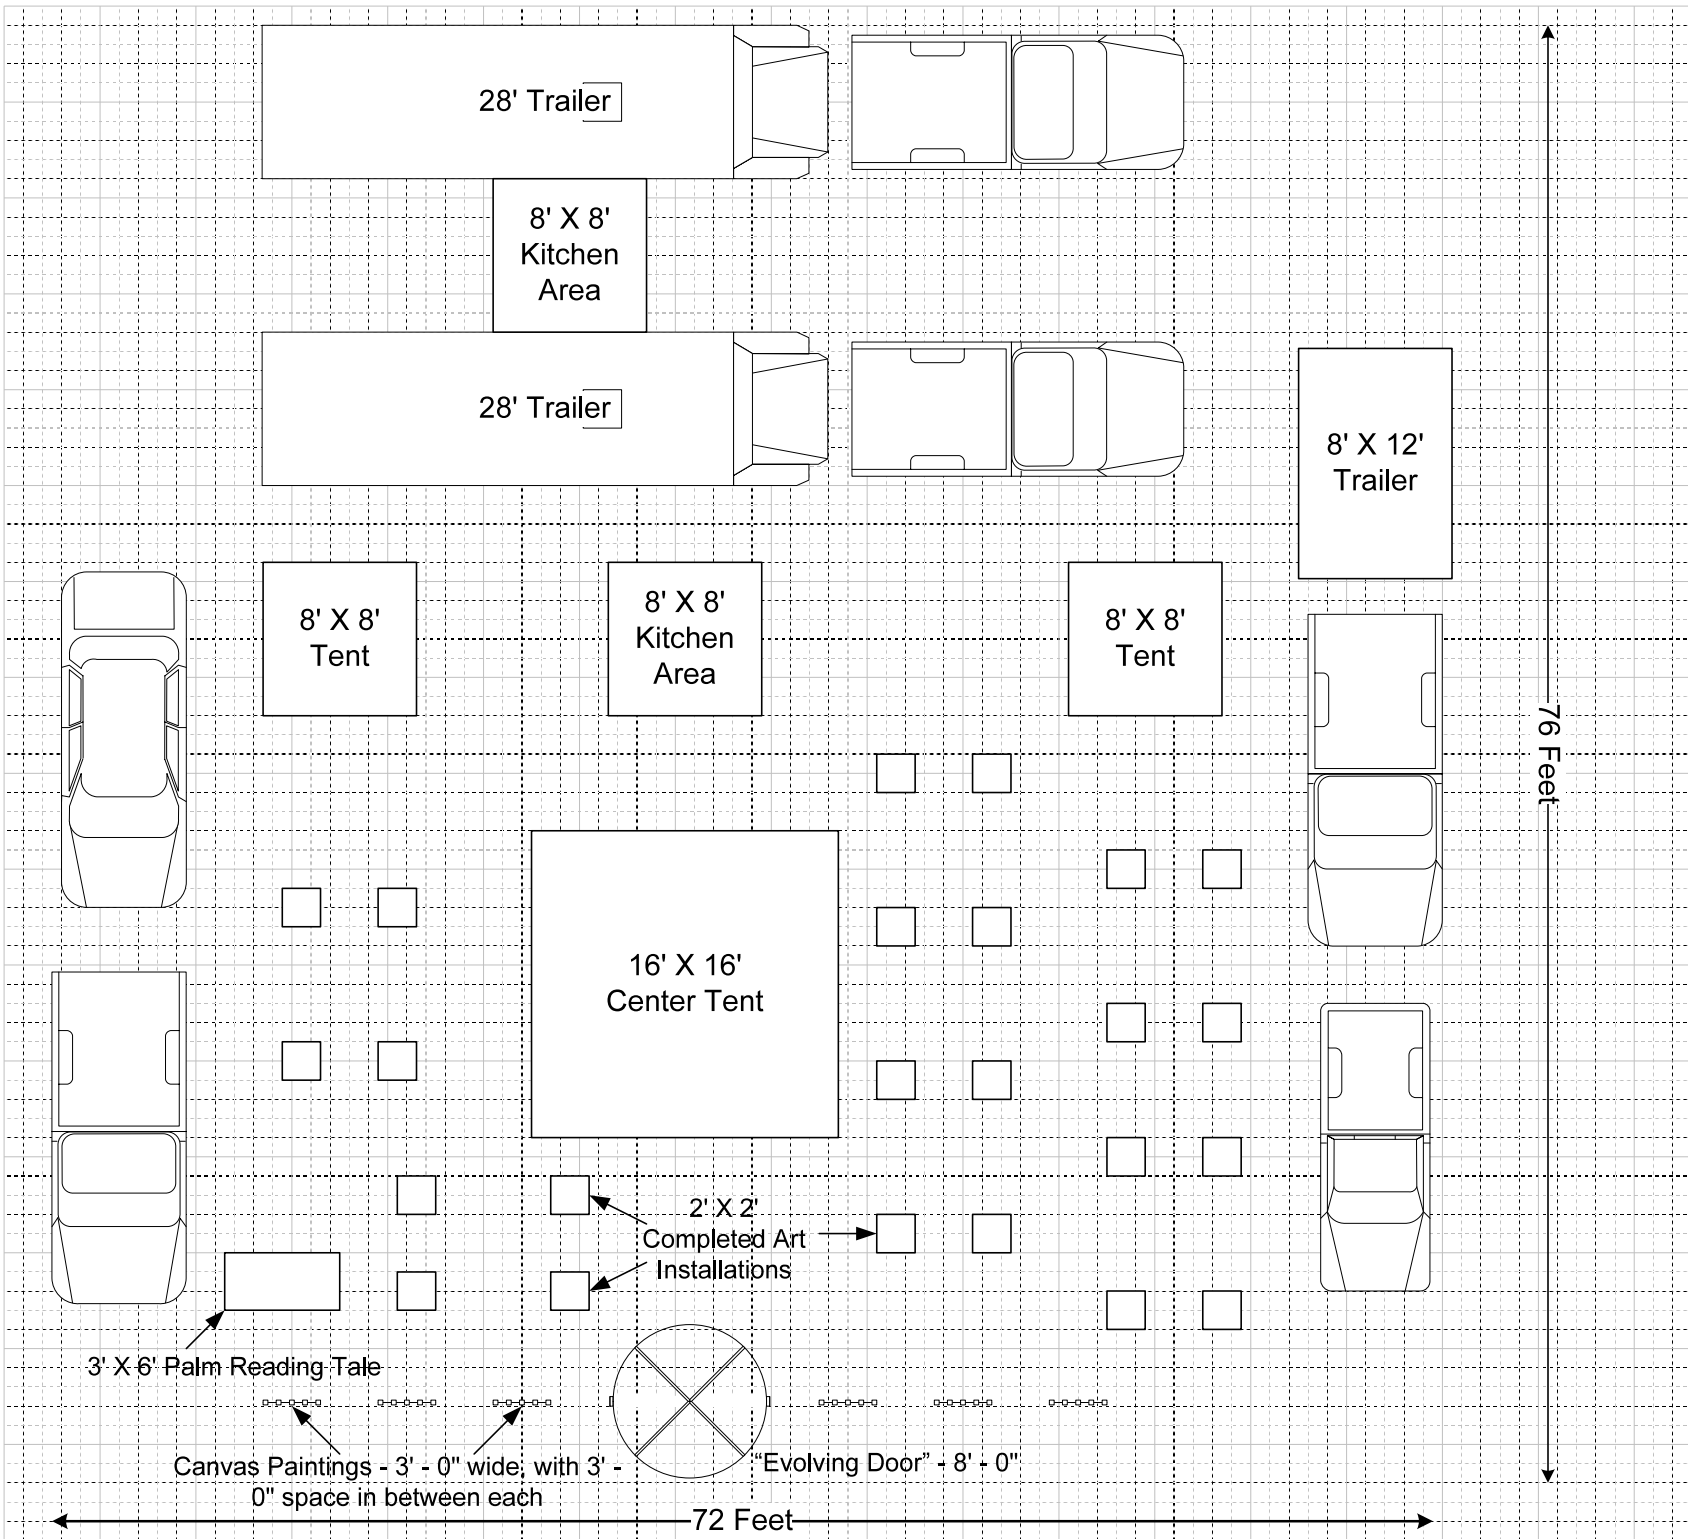 28' Trailer
8' X 8'
Kitchen
Area
28' Trailer
8' X 12'
Trailer
8' X 8'
Tent
8' X 8'
Kitchen
Area
8' X 8'
Tent
76 Feet
16' X 16'
Center Tent
2' X 2'
Completed Art
Installations
3' X 6' Palm Reading Tale
Canvas Paintings - 3' - 0" wide, with 3' -
0" space in between each
“Evolving Door” - 8' - 0"
72 Feet